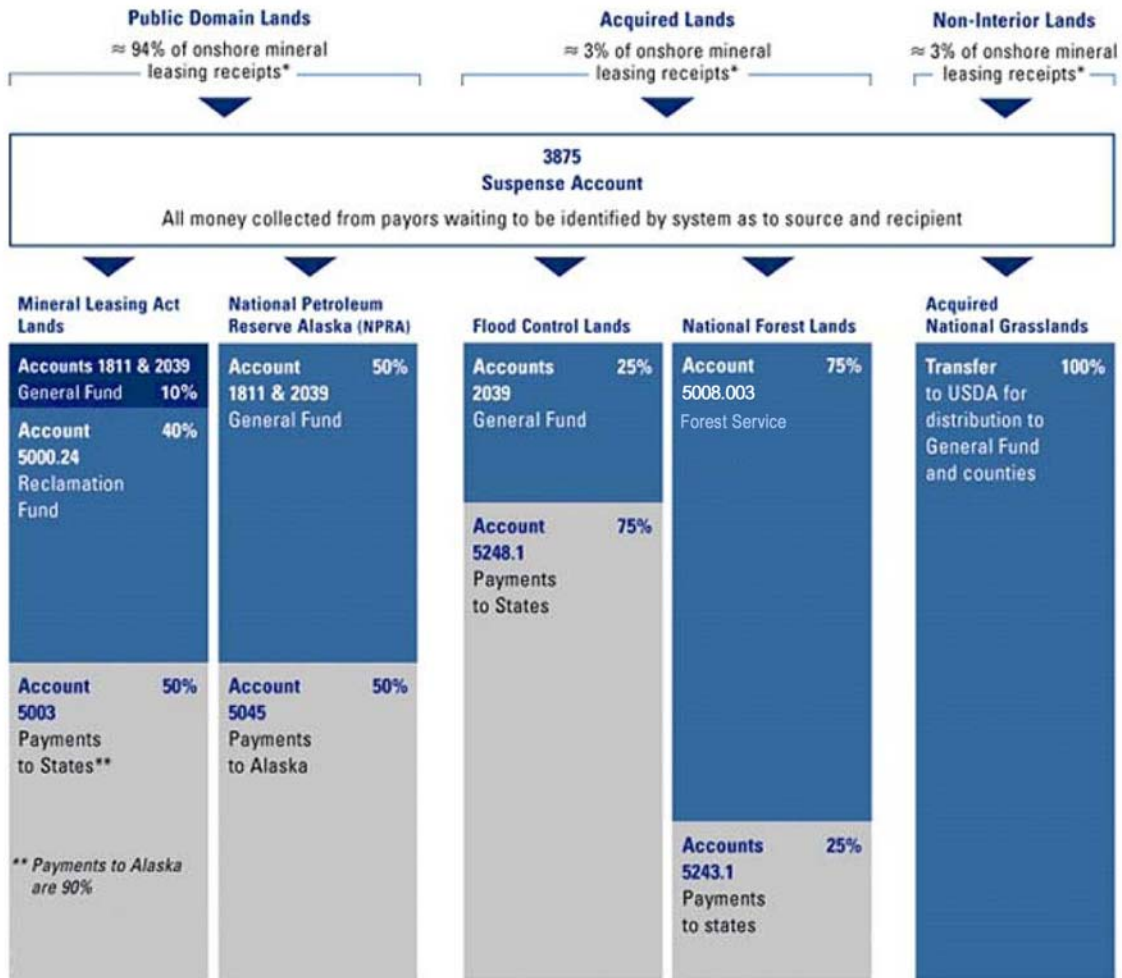 Public Domain Lands
≈ 94% of onshore mineral
leasing receipts*
Acquired Lands
≈ 3% of onshore mineral
leasing receipts*
Non-Interior Lands
≈ 3% of onshore mineral
leasing receipts*
3875
Suspense Account
All money collected from payors waiting to be identified by system as to source and recipient
Mineral Leasing Act
Lands
Accounts 1811 & 2039
General Fund 10%
Account 40%
5000.24
Reclamation
Fund
Account 50%
5003
Payments
to States**
** Payments to Alaska
are 90%
National Petroleum
Reserve Alaska (NPRA)
Account 50%
1811 & 2039
General Fund
Account 50%
5045
Payments
to Alaska
Flood Control Lands
Accounts 25%
2039
General Fund
Account 75%
5248.1
Payments
to States
National Forest Lands
Account 75%
5008.003
Forest Service
Accounts 25%
5243.1
Payments
to states
Acquired
National Grasslands
Transfer 100%
to USDA for
distribution to
General Fund
and counties